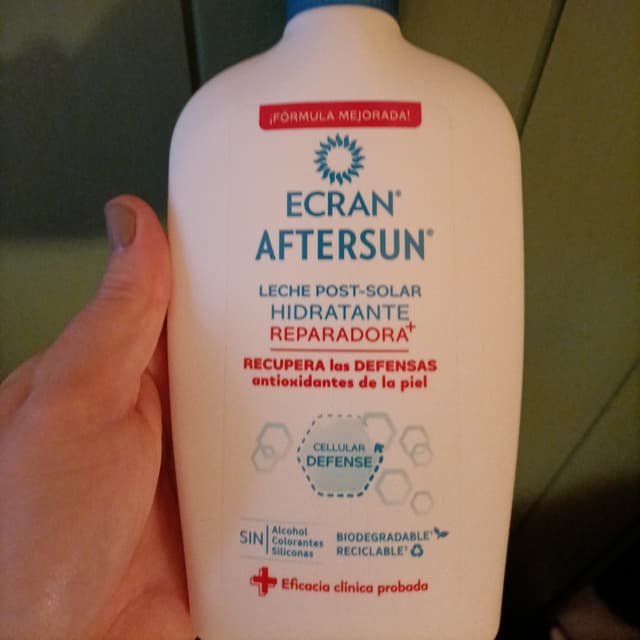 ¡FÓRMULA MEJORADA!
ECRAN®
AFTERSUN®
LECHE POST-SOLAR
HIDRATANTE
REPARADORA+
RECUPERA las DEFENSAS
antioxidantes de la piel
CELLULAR
DEFENSE
SIN
Alcohol
Colorantes
Siliconas
BIODEGRADABLE
RECICLABLE
Eficacia clínica probada